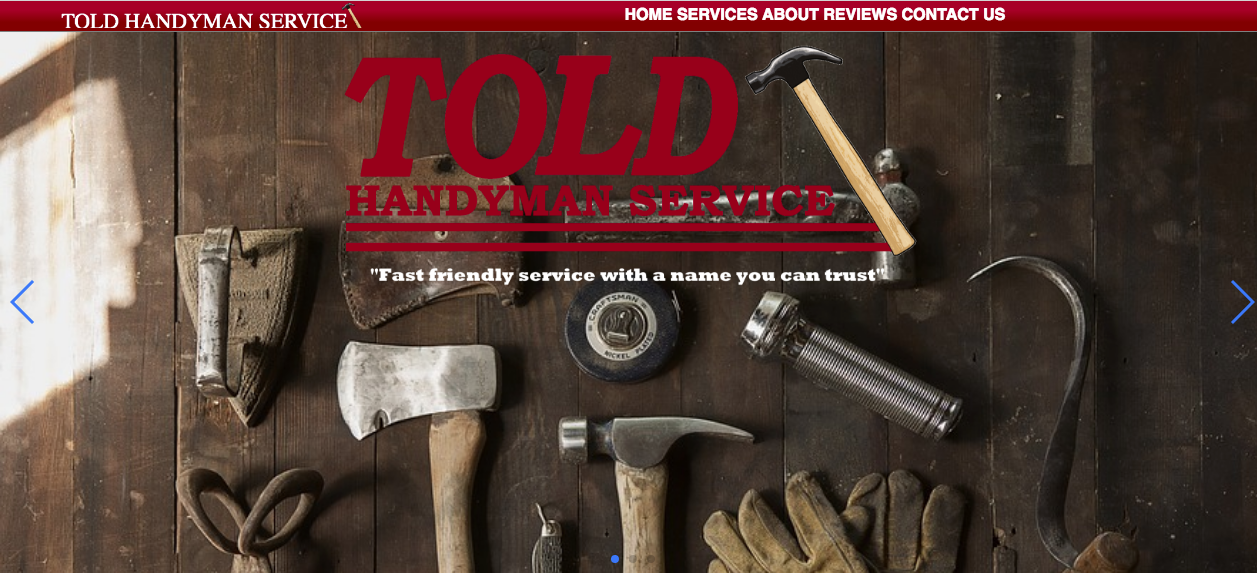 TOLD HANDYMAN SERVICE
HOME SERVICES ABOUT REVIEWS CONTACT US
TOLD
HANDYMAN SERVICE
"Fast friendly service with a name you can trust"
CRAFTSMAN
NICKEL PLATED